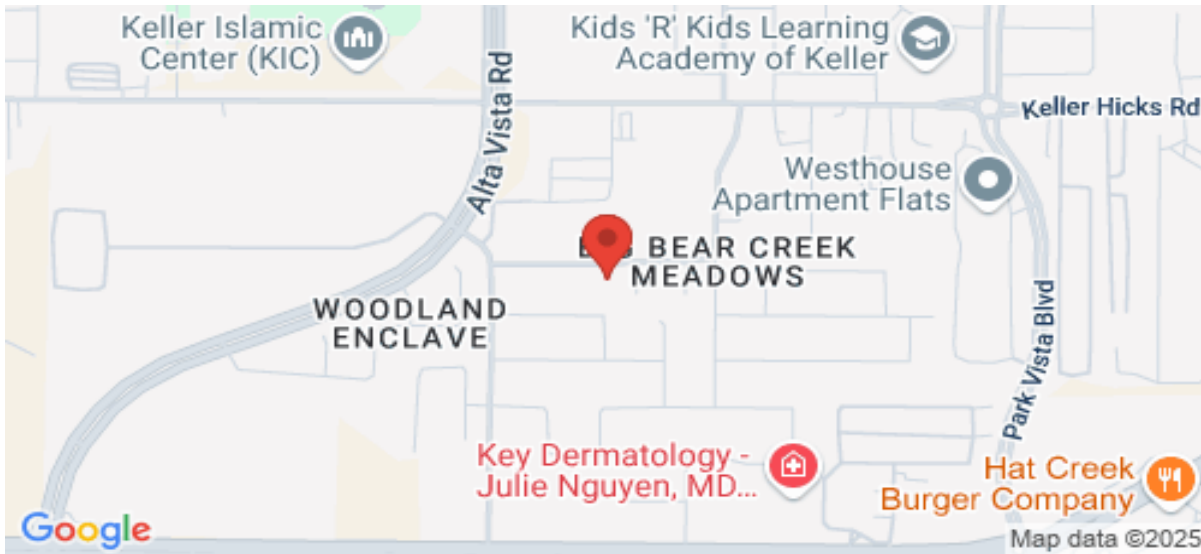 Keller Islamic
Center (KIC)
Kids 'R' Kids Learning
Academy of Keller
Alta Vista Rd
Keller Hicks Rd
Westhouse
Apartment Flats
BEAR CREEK
MEADOWS
WOODLAND
ENCLAVE
Park Vista Blvd
Key Dermatology -
Julie Nguyen, MD...
Hat Creek
Burger Company
Google
Map data ©2025